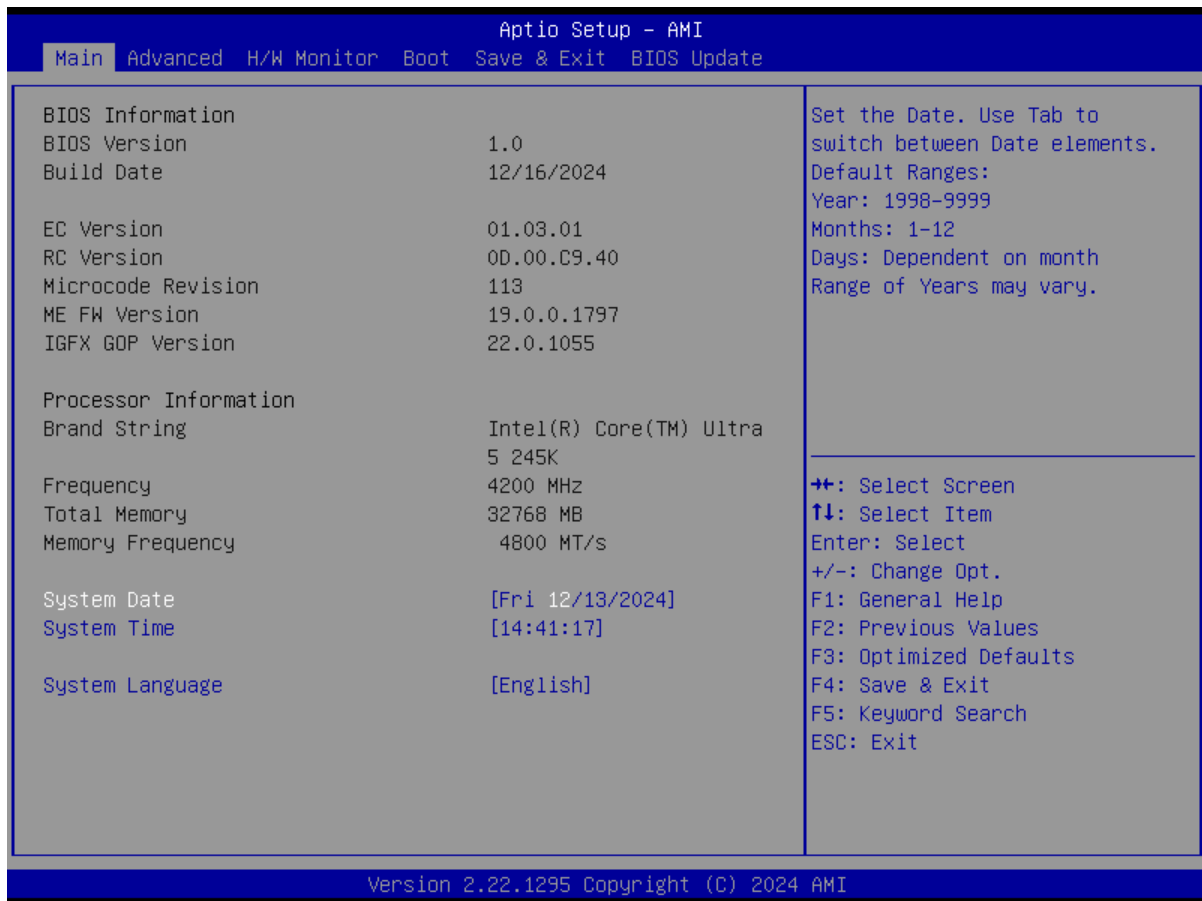 Aptio Setup – AMI
Main Advanced H/W Monitor Boot Save & Exit BIOS Update
BIOS Information
BIOS Version 1.0
Build Date 12/16/2024
EC Version 01.03.01
RC Version 0D.00.C9.40
Microcode Revision 113
ME FW Version 19.0.0.1797
IGFX GOP Version 22.0.1055
Processor Information
Brand String Intel(R) Core(TM) Ultra
5 245K
Frequency 4200 MHz
Total Memory 32768 MB
Memory Frequency 4800 MT/s
System Date [Fri 12/13/2024]
System Time [14:41:17]
System Language [English]
Set the Date. Use Tab to
switch between Date elements.
Default Ranges:
Year: 1998-9999
Months: 1-12
Days: Dependent on month
Range of Years may vary.
→←: Select Screen
↑↓: Select Item
Enter: Select
+/-: Change Opt.
F1: General Help
F2: Previous Values
F3: Optimized Defaults
F4: Save & Exit
F5: Keyword Search
ESC: Exit
Version 2.22.1295 Copyright (C) 2024 AMI